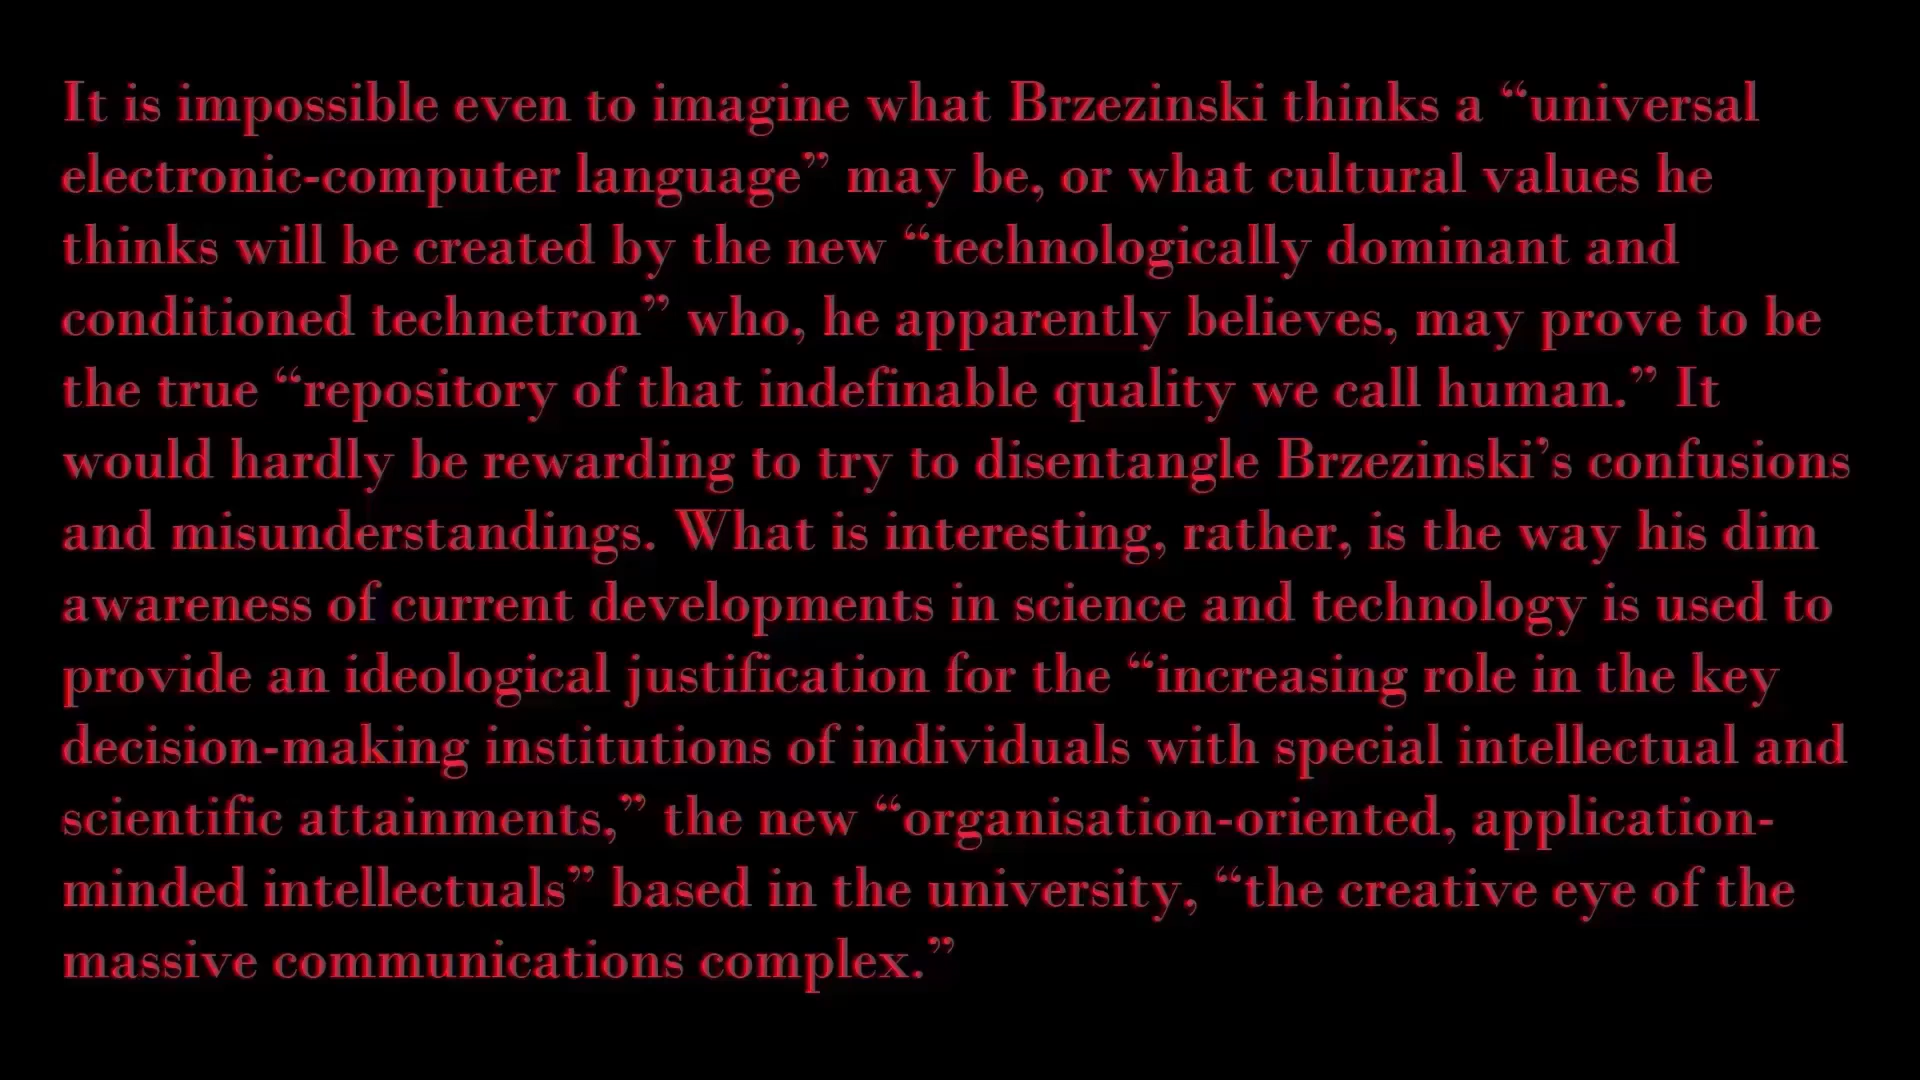 It is impossible even to imagine what Brzezinski thinks a “universal
electronic-computer language” may be, or what cultural values he
thinks will be created by the new “technologically dominant and
conditioned technetron” who, he apparently believes, may prove to be
the true “repository of that indefinable quality we call human.” It
would hardly be rewarding to try to disentangle Brzezinski’s confusions
and misunderstandings. What is interesting, rather, is the way his dim
awareness of current developments in science and technology is used to
provide an ideological justification for the “increasing role in the key
decision-making institutions of individuals with special intellectual and
scientific attainments,” the new “organisation-oriented, application-
minded intellectuals” based in the university, “the creative eye of the
massive communications complex.”